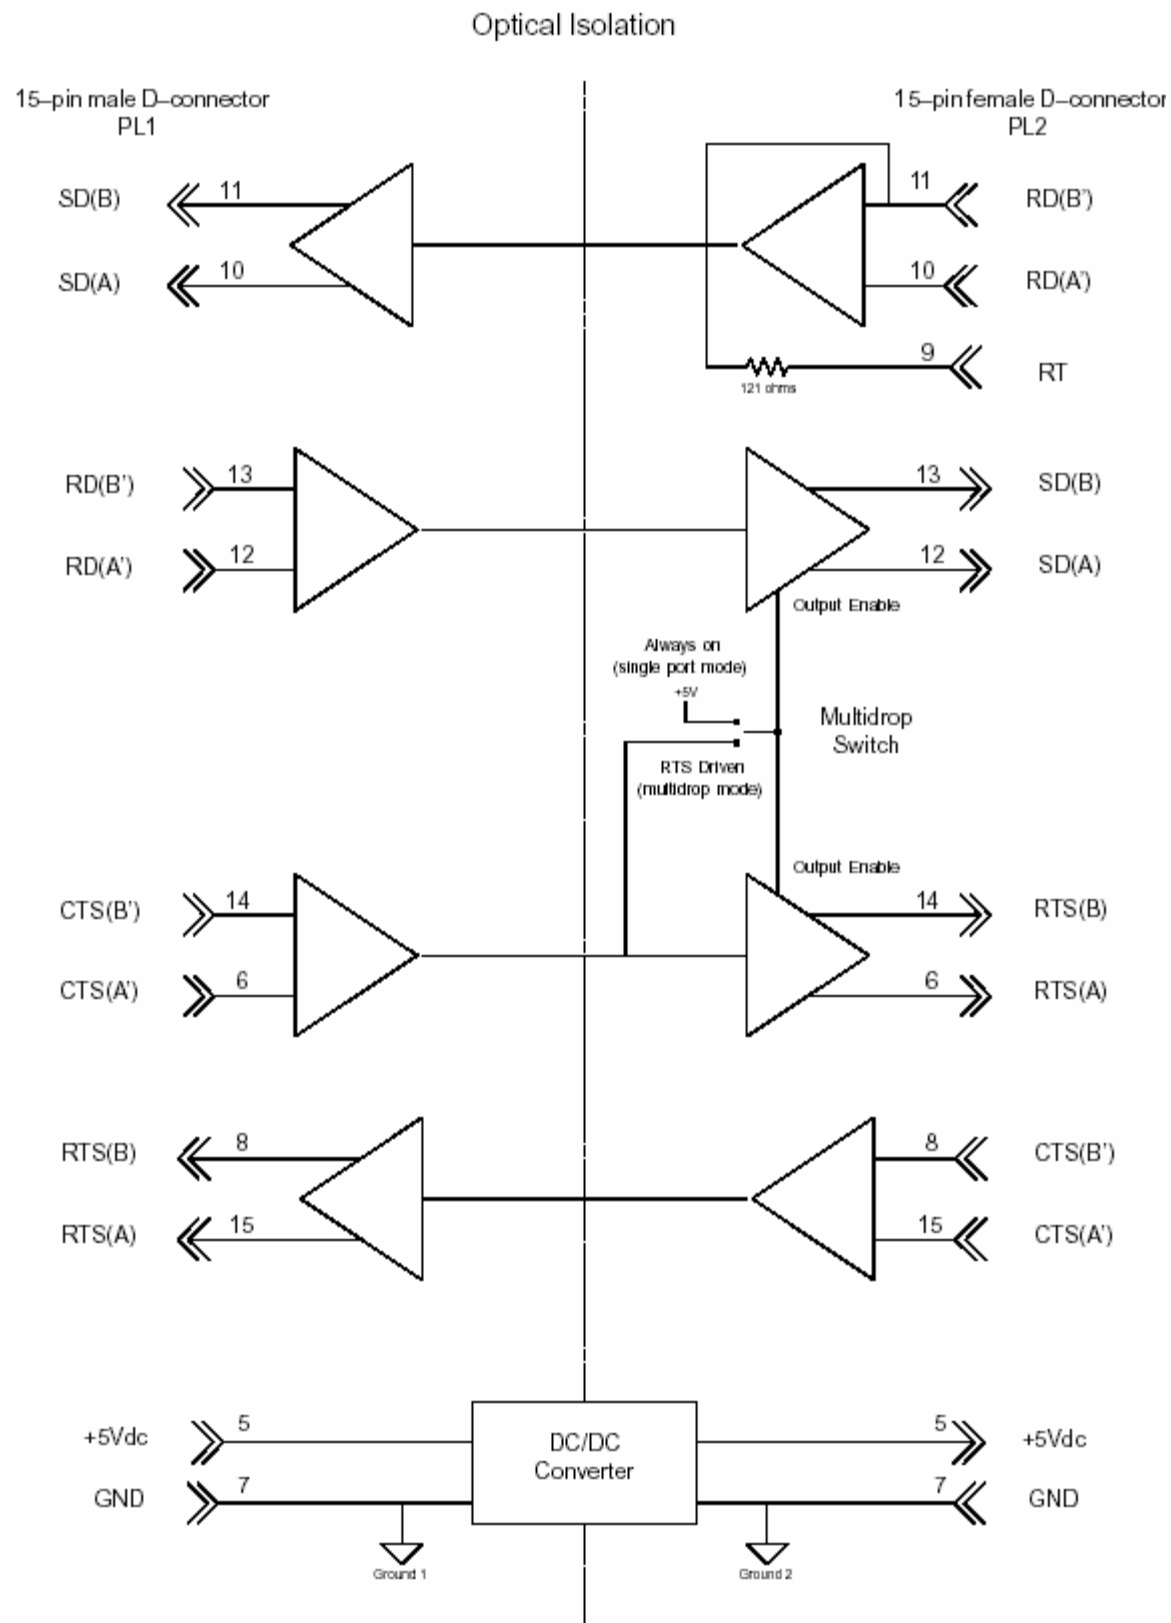 Optical Isolation
15–pin male D–connector
PL1
15–pin female D–connector
PL2
SD(B)
11
11
RD(B')
SD(A)
10
10
RD(A')
9
RT
121 ohms
RD(B')
13
13
SD(B)
RD(A')
12
12
SD(A)
Output Enable
Always on
(single port mode)
+5V
Multidrop
Switch
RTS Driven
(multidrop mode)
Output Enable
CTS(B')
14
14
RTS(B)
CTS(A')
6
6
RTS(A)
RTS(B)
8
8
CTS(B')
RTS(A)
15
15
CTS(A')
+5Vdc
5
DC/DC
Converter
5
+5Vdc
GND
7
7
GND
Ground 1
Ground 2